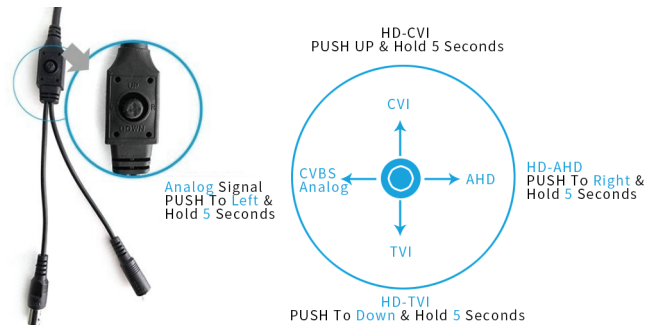 HD-CVI
PUSH UP & Hold 5 Seconds
UP
DOWN
CVI
CVBS
Analog
AHD
TVI
Analog Signal
PUSH To Left &
Hold 5 Seconds
HD-AHD
PUSH To Right &
Hold 5 Seconds
HD-TVI
PUSH To Down & Hold 5 Seconds